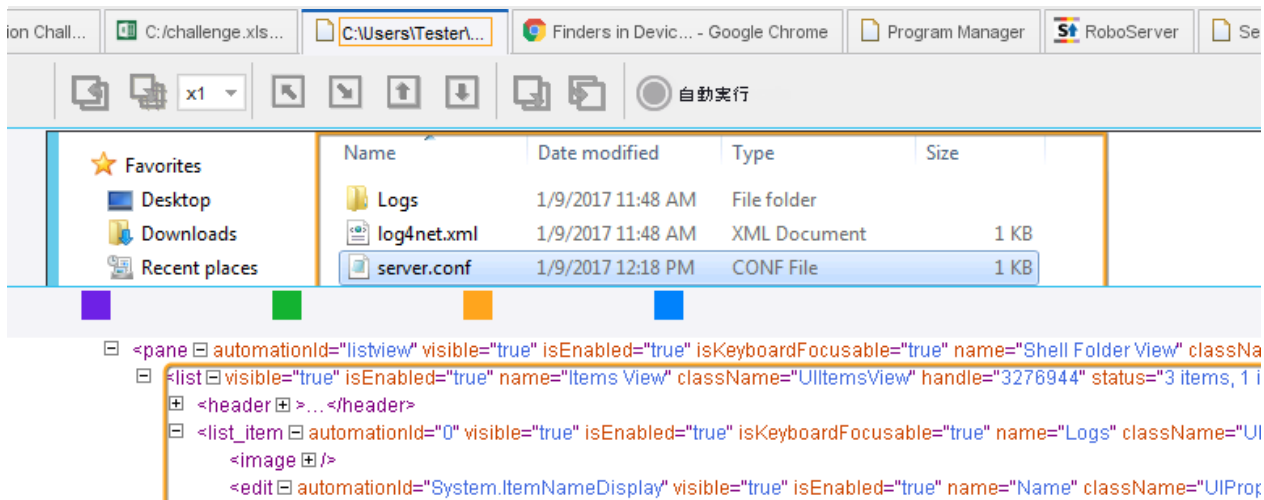 ion Chall... C:/challenge.xls... C:\Users\Tester\... Finders in Devic... - Google Chrome Program Manager St RoboServer Se
x1 自動実行
Favorites Name Date modified Type Size
Desktop Logs 1/9/2017 11:48 AM File folder
Downloads log4net.xml 1/9/2017 11:48 AM XML Document 1 KB
Recent places server.conf 1/9/2017 12:18 PM CONF File 1 KB
<pane automationId="listview" visible="true" isEnabled="true" isKeyboardFocusable="true" name="Shell Folder View" classNa
<list visible="true" isEnabled="true" name="Items View" className="UIItemsView" handle="3276944" status="3 items, 1 i
<header >...</header>
<list_item automationId="0" visible="true" isEnabled="true" isKeyboardFocusable="true" name="Logs" className="UI
<image />
<edit automationId="System.ItemNameDisplay" visible="true" isEnabled="true" name="Name" className="UIProp